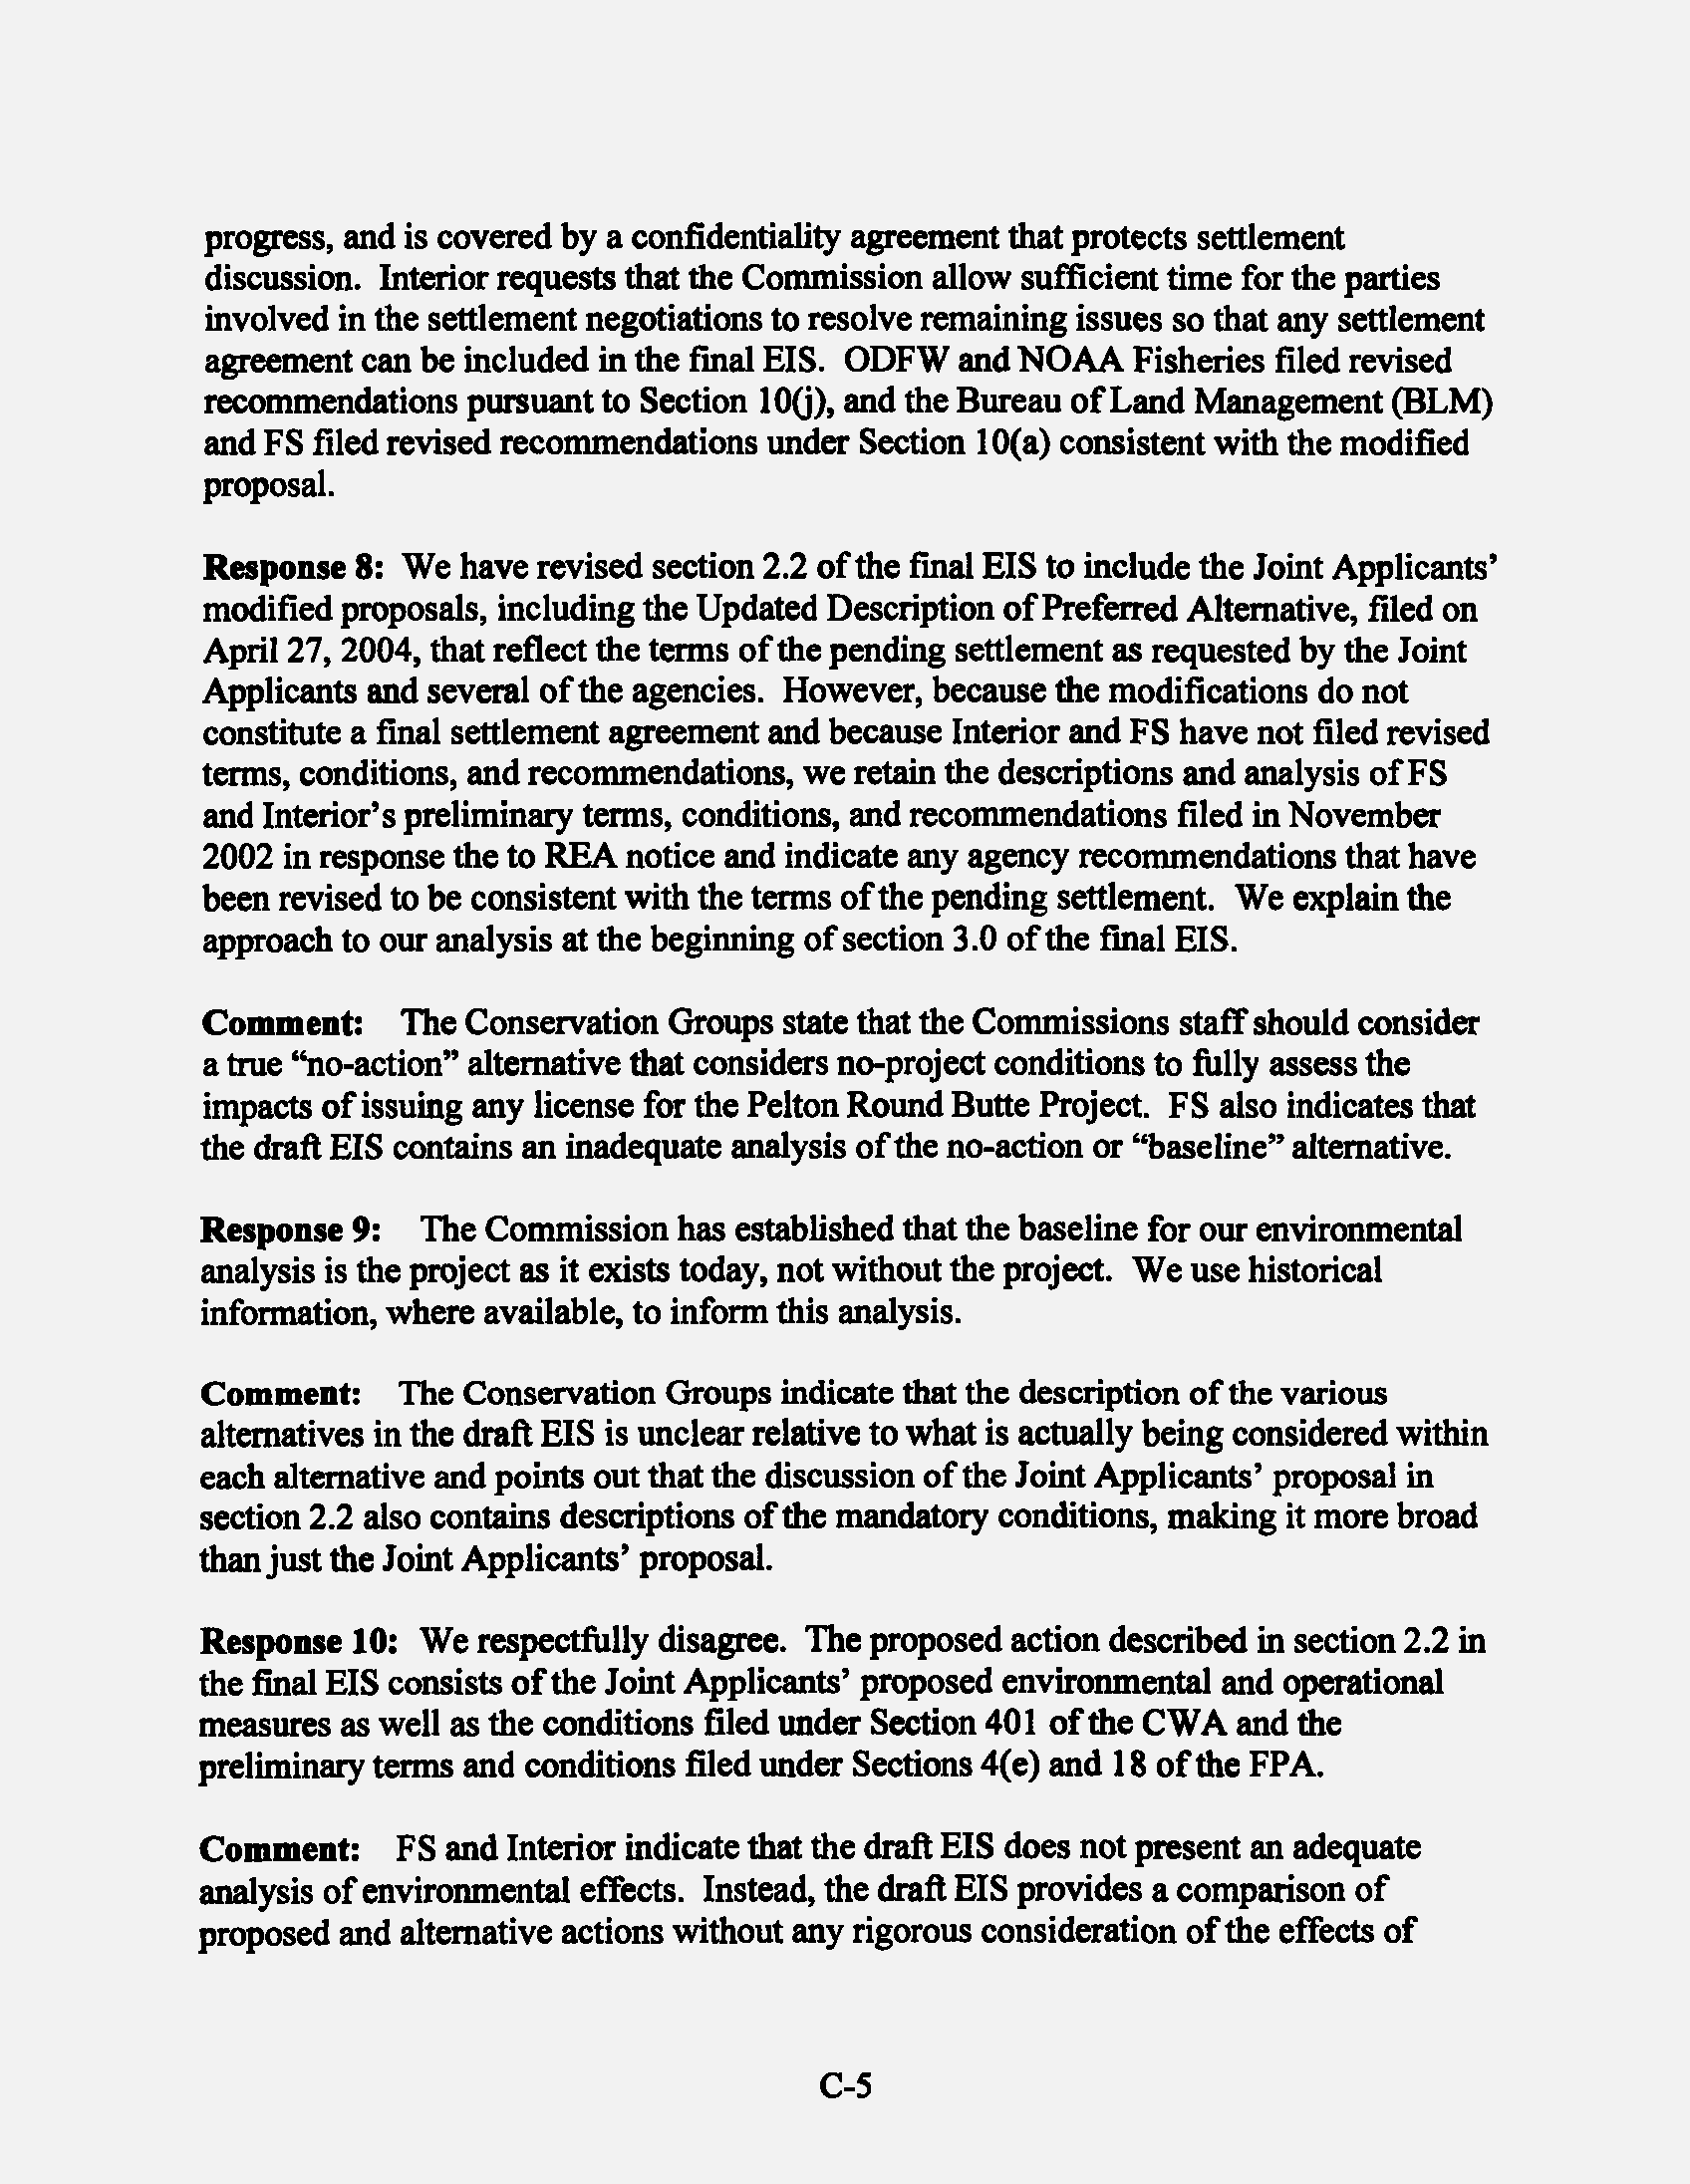 progress, and is covered by a confidentiality agreement that protects settlement
discussion.  Interior requests that the Commission allow sufficient time for the parties
involved in the settlement negotiations to resolve remaining issues so that any settlement
agreement can be included in the final EIS.  ODFW and NOAA Fisheries filed revised
recommendations pursuant to Section 10(j), and the Bureau of Land Management (BLM)
and FS filed revised recommendations under Section 10(a) consistent with the modified
proposal.

Response 8:  We have revised section 2.2 of the final EIS to include the Joint Applicants’
modified proposals, including the Updated Description of Preferred Alternative, filed on
April 27, 2004, that reflect the terms of the pending settlement as requested by the Joint
Applicants and several of the agencies.  However, because the modifications do not
constitute a final settlement agreement and because Interior and FS have not filed revised
terms, conditions, and recommendations, we retain the descriptions and analysis of FS
and Interior’s preliminary terms, conditions, and recommendations filed in November
2002 in response the to REA notice and indicate any agency recommendations that have
been revised to be consistent with the terms of the pending settlement.  We explain the
approach to our analysis at the beginning of section 3.0 of the final EIS.

Comment:   The Conservation Groups state that the Commissions staff should consider
a true “no-action” alternative that considers no-project conditions to fully assess the
impacts of issuing any license for the Pelton Round Butte Project.  FS also indicates that
the draft EIS contains an inadequate analysis of the no-action or “baseline” alternative.

Response 9:   The Commission has established that the baseline for our environmental
analysis is the project as it exists today, not without the project.  We use historical
information, where available, to inform this analysis.

Comment:   The Conservation Groups indicate that the description of the various
alternatives in the draft EIS is unclear relative to what is actually being considered within
each alternative and points out that the discussion of the Joint Applicants’ proposal in
section 2.2 also contains descriptions of the mandatory conditions, making it more broad
than just the Joint Applicants’ proposal.

Response 10:  We respectfully disagree.  The proposed action described in section 2.2 in
the final EIS consists of the Joint Applicants’ proposed environmental and operational
measures as well as the conditions filed under Section 401 of the CWA and the
preliminary terms and conditions filed under Sections 4(e) and 18 of the FPA.

Comment:   FS and Interior indicate that the draft EIS does not present an adequate
analysis of environmental effects.  Instead, the draft EIS provides a comparison of
proposed and alternative actions without any rigorous consideration of the effects of

C-5